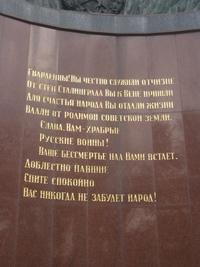 Гвардейцы! Вы честно служили отчизне
От стен Сталинграда Вы к Вене пришли
Для счастья народа Вы отдали жизни
Вдали от родимой советской земли.
Слава, Вам - храбрые
Русские воины!
Ваше бессмертье над Вами встает.
Доблестно павшие
Спите спокойно
Вас никогда не забудет народ!